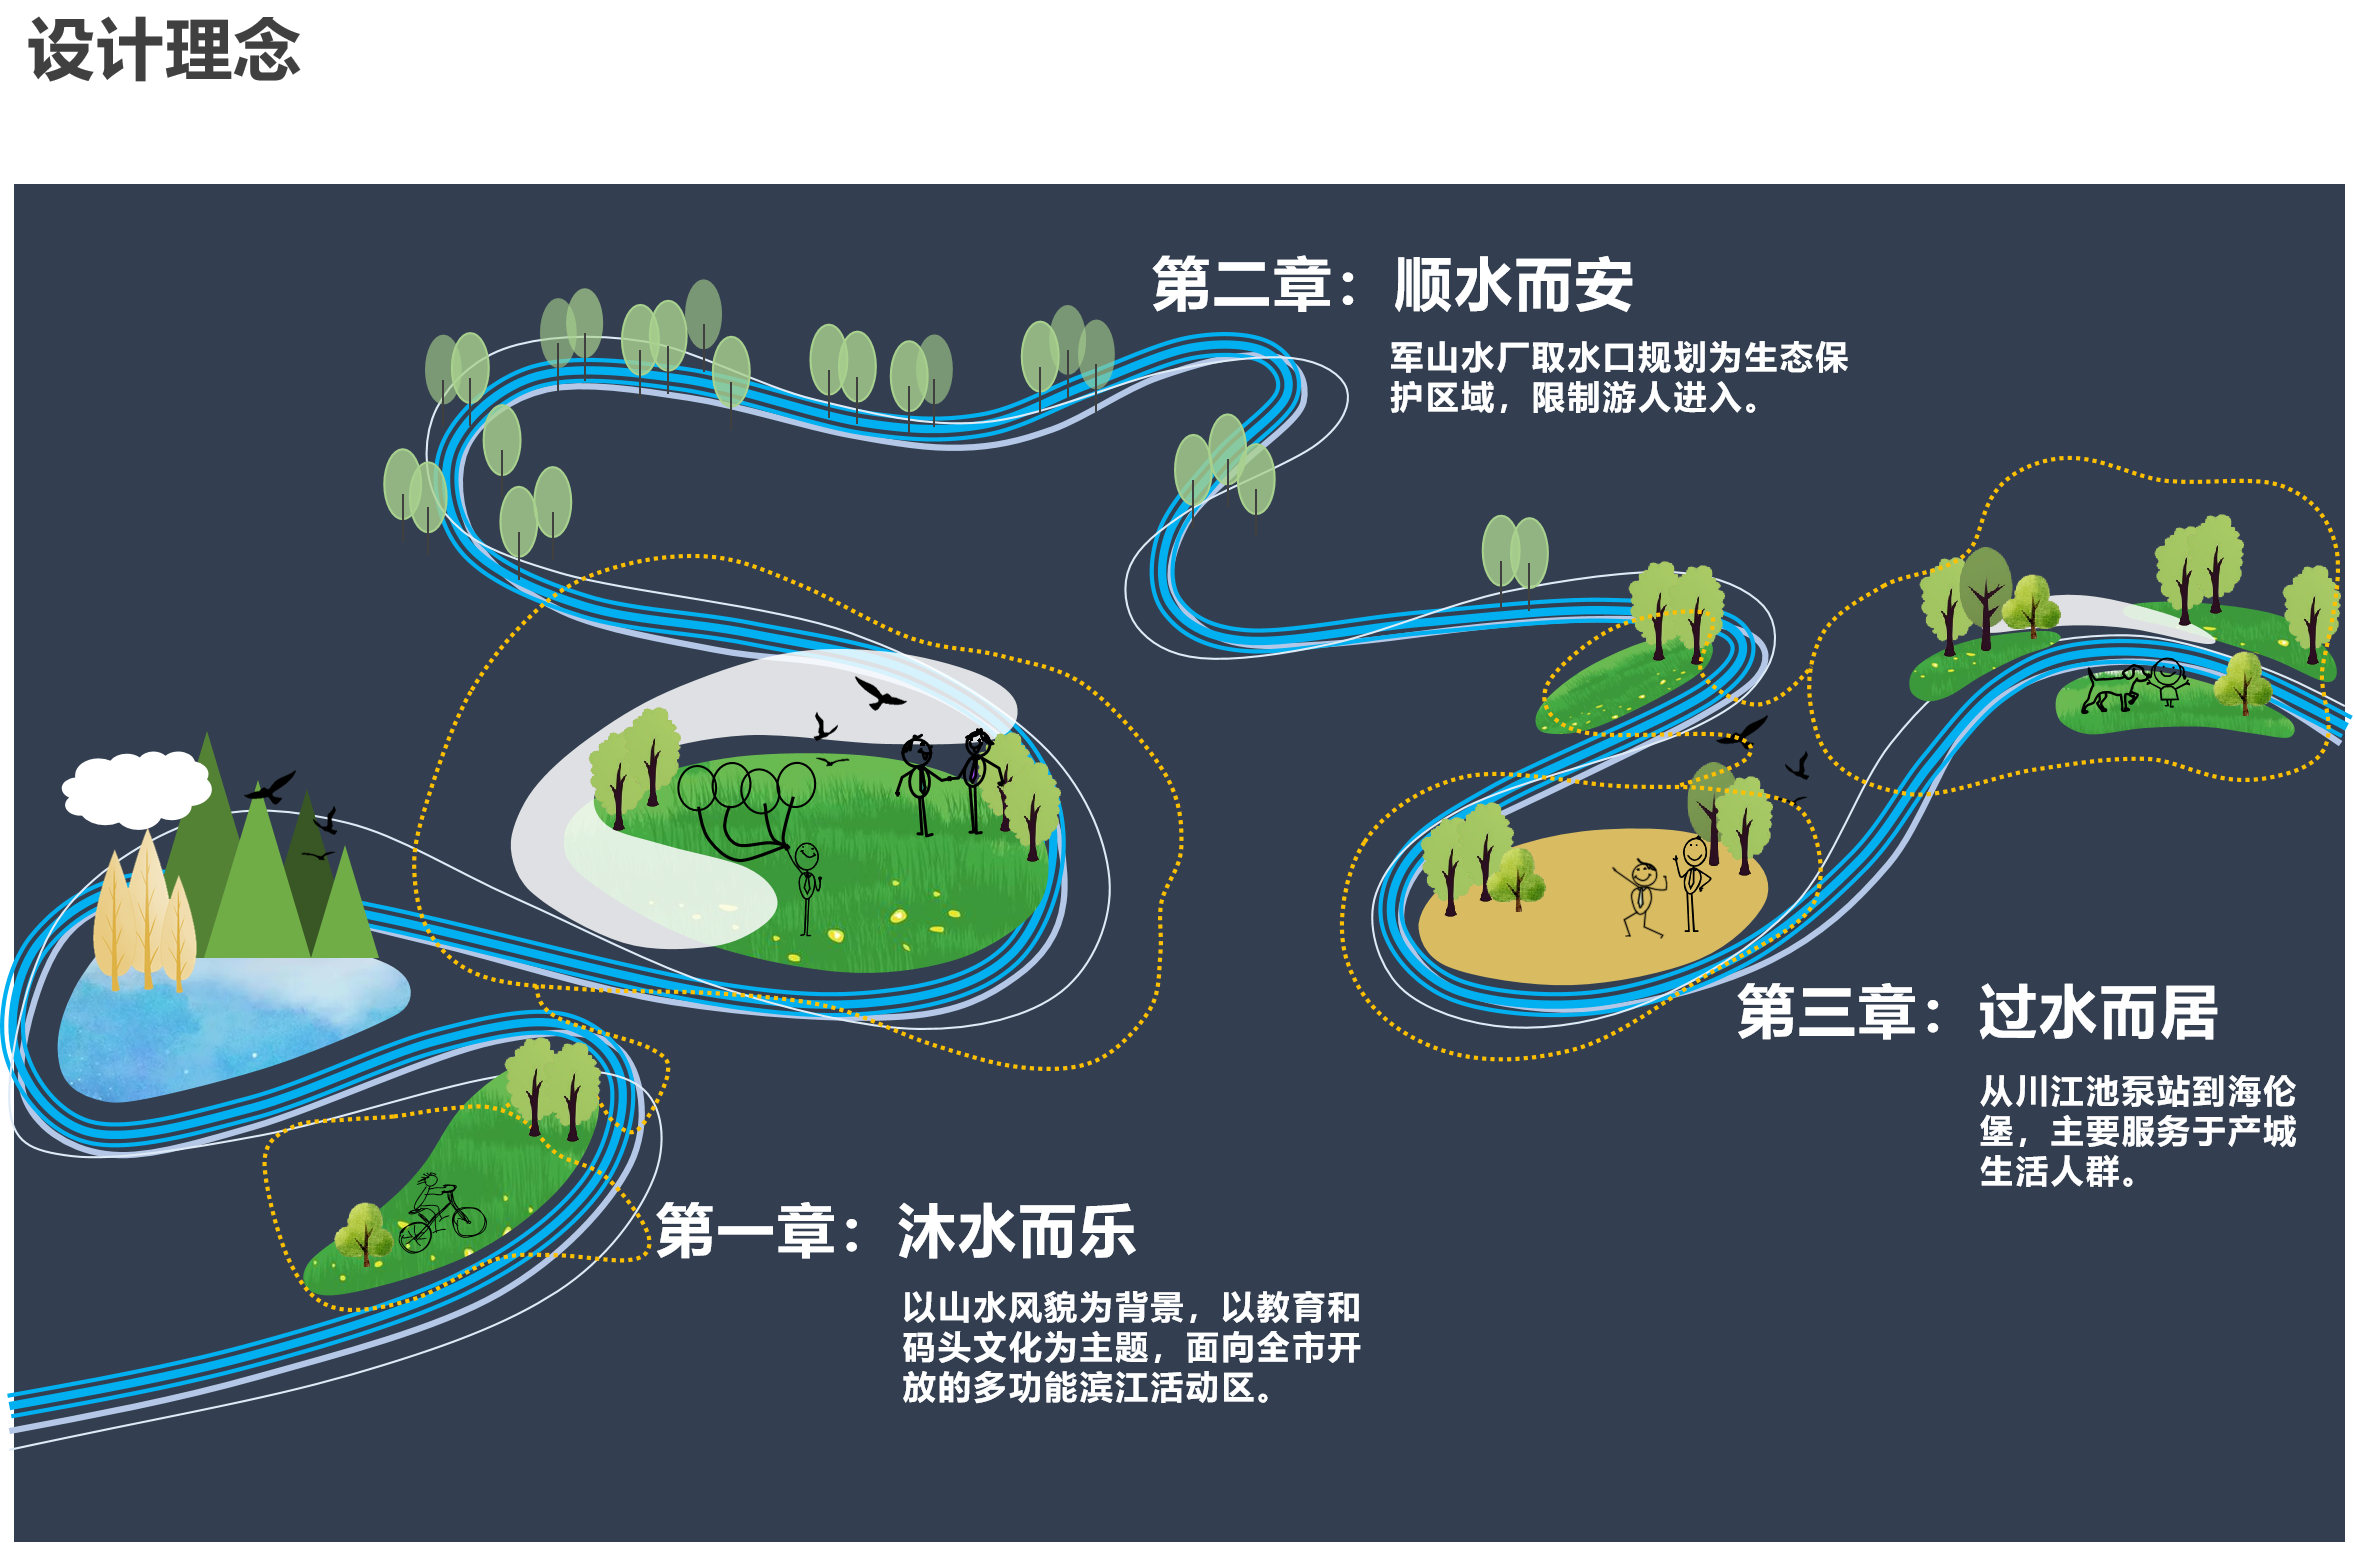 设计理念
第二章：顺水而安
军山水厂取水口规划为生态保
护区域，限制游人进入。
第三章：过水而居
从川江池泵站到海伦
堡，主要服务于产城
生活人群。
第一章：沐水而乐
以山水风貌为背景，以教育和
码头文化为主题，面向全市开
放的多功能滨江活动区。